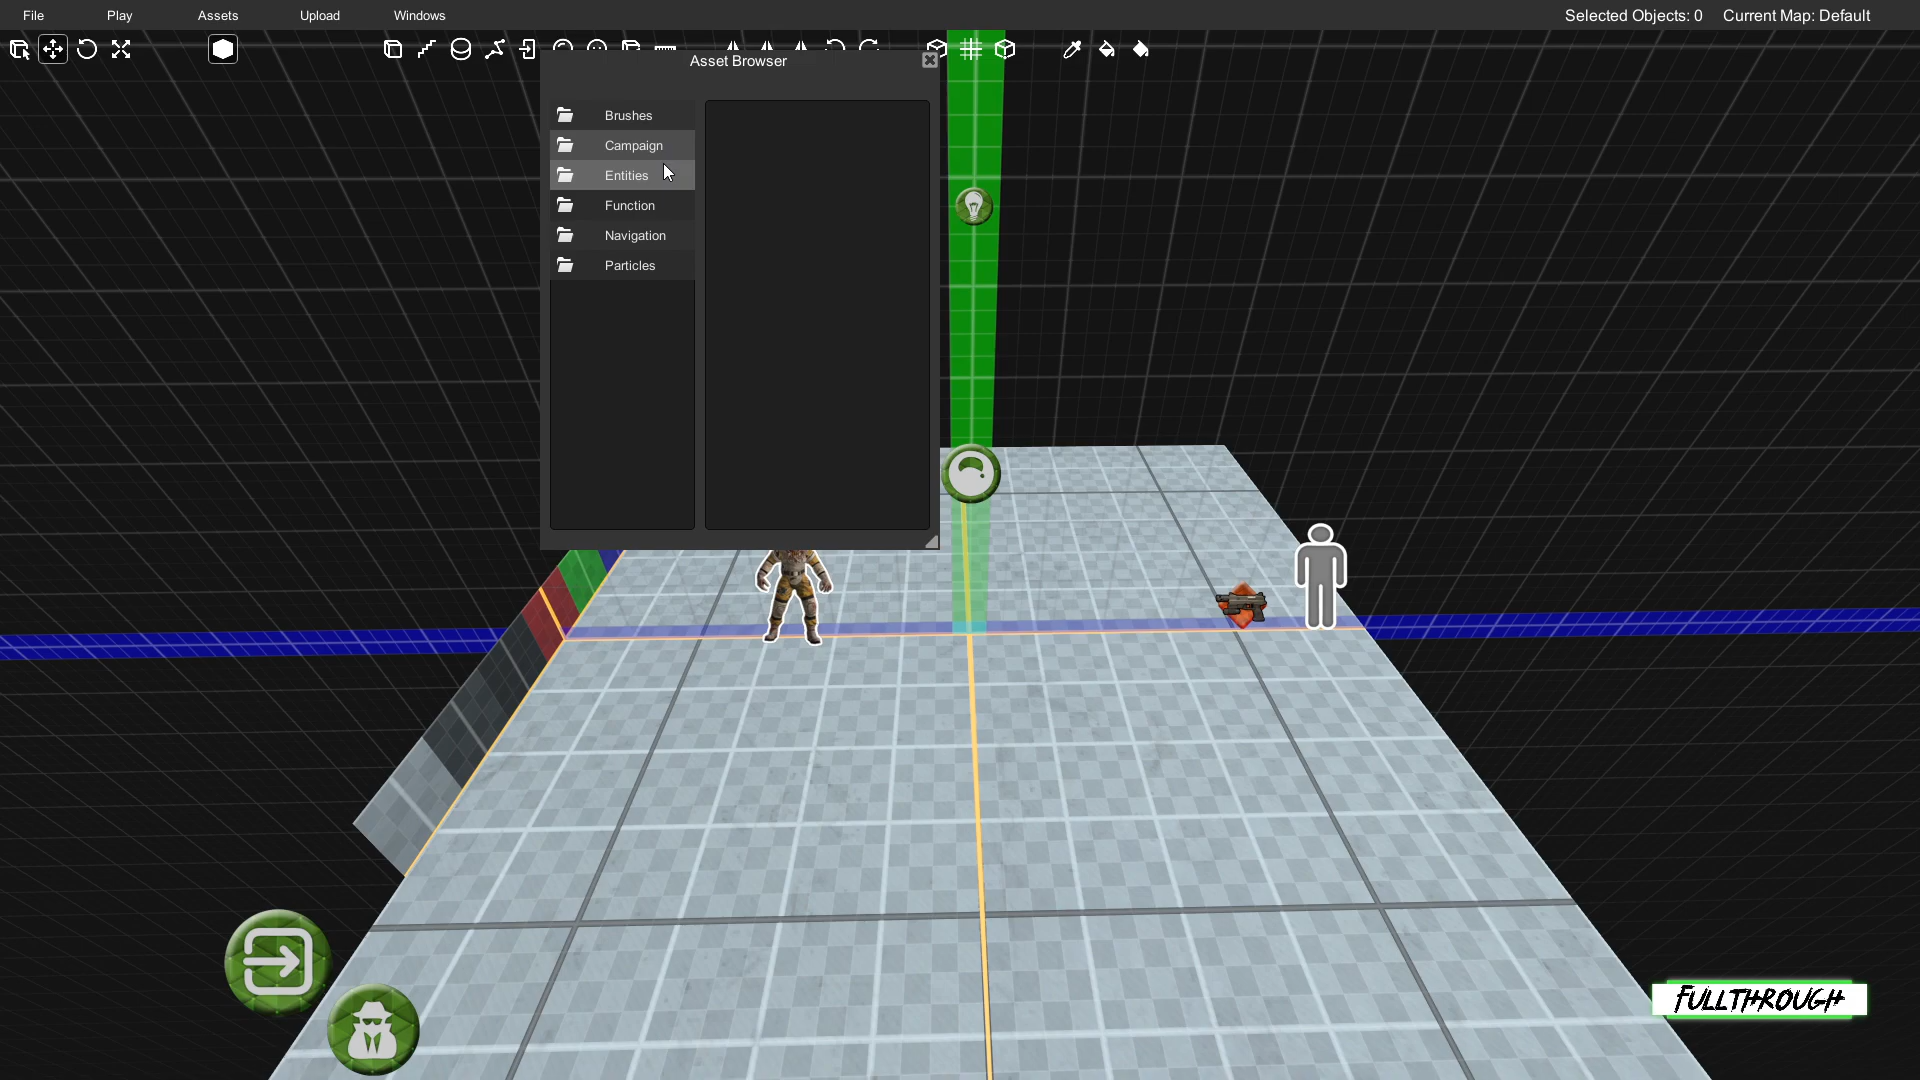 File Play Assets Upload Windows Selected Objects: 0 Current Map: Default
Asset Browser
Brushes
Campaign
Entities
Function
Navigation
Particles
FULLTHROUGH